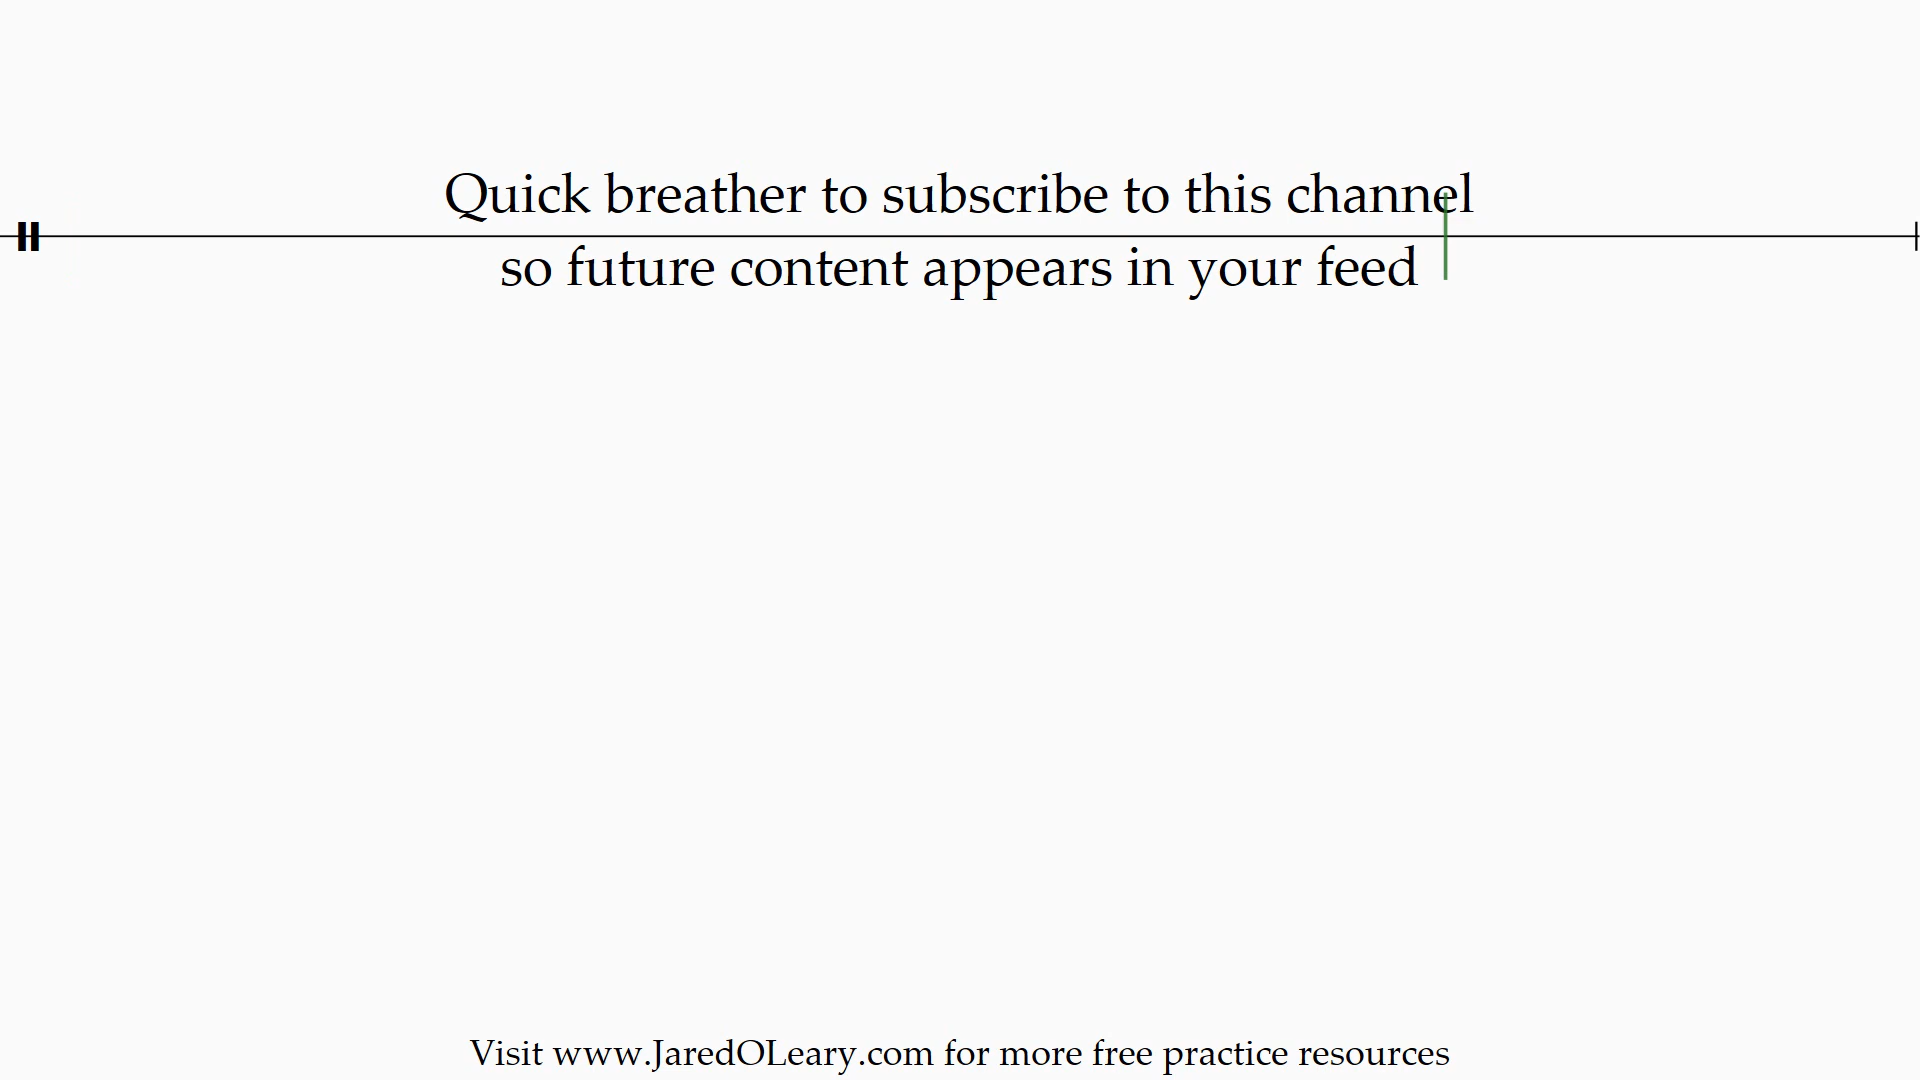 Quick breather to subscribe to this channel
so future content appears in your feed
Visit www.JaredOLeary.com for more free practice resources